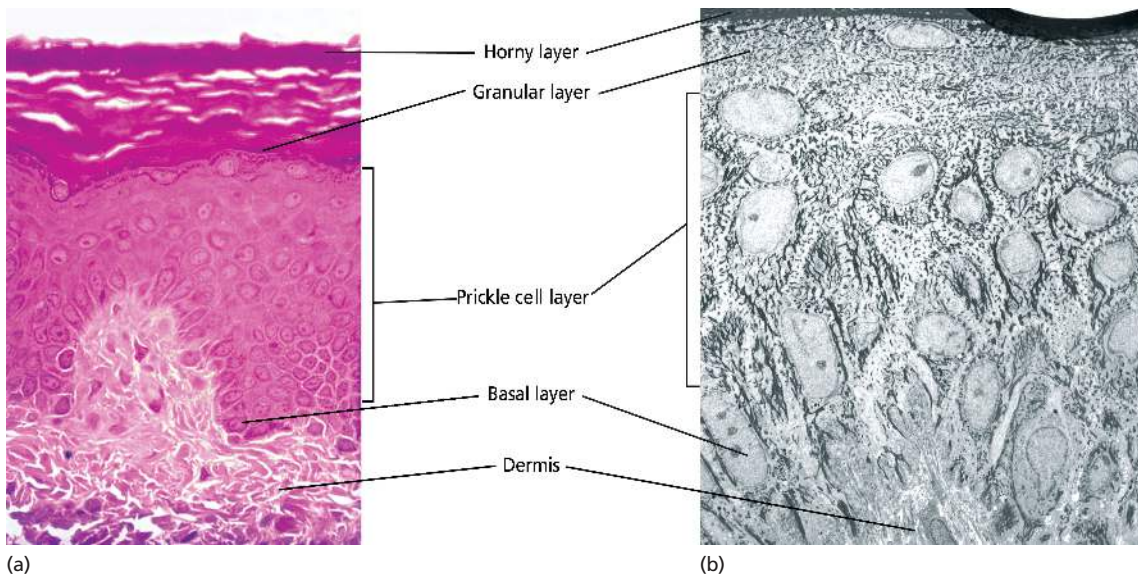 Horny layer
Granular layer
Prickle cell layer
Basal layer
Dermis
(a)
(b)